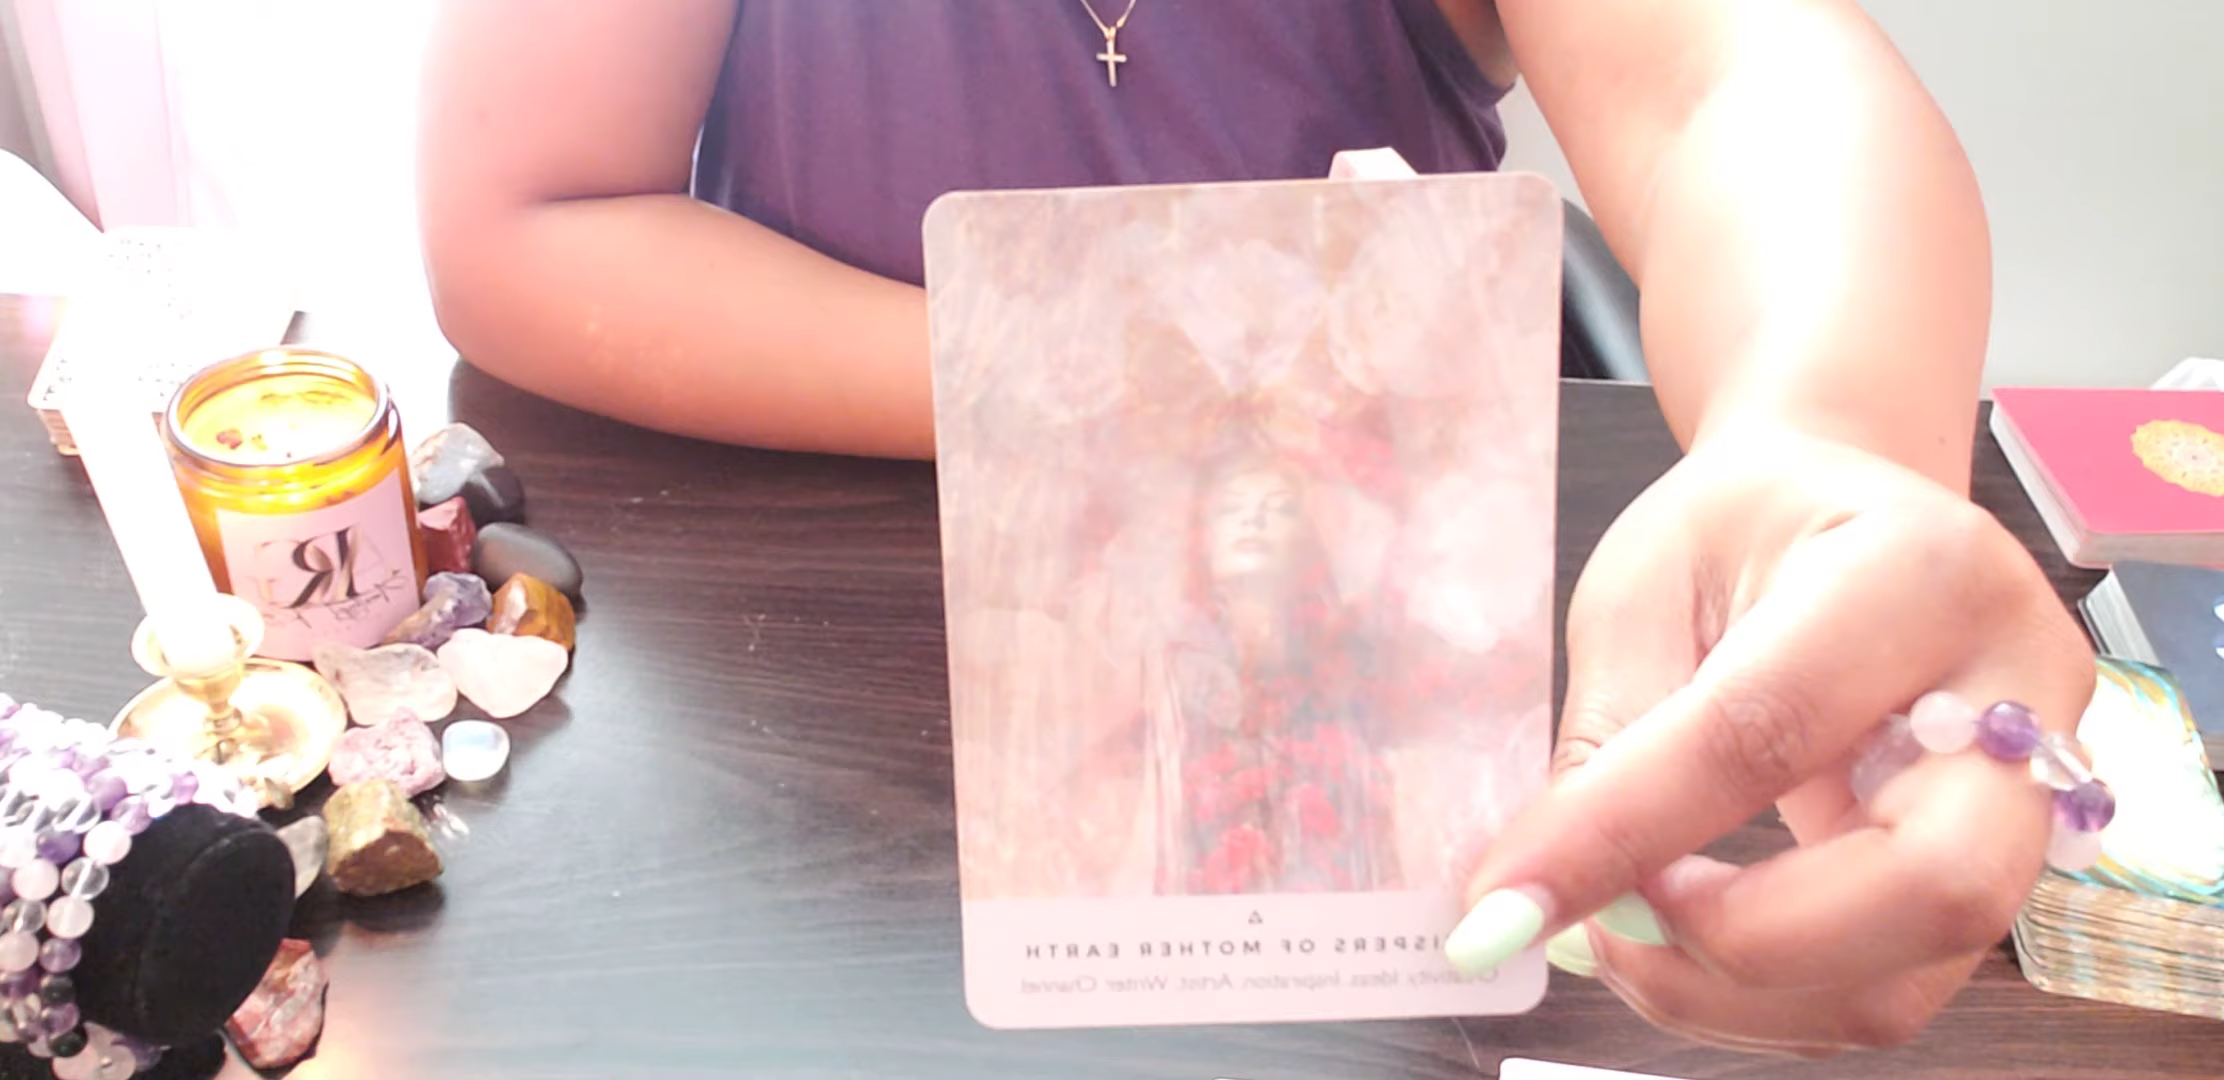 ISPERS OF MOTHER EARTH
Creativity. Ideas. Inspiration. Artist. Writer. Channel.
R